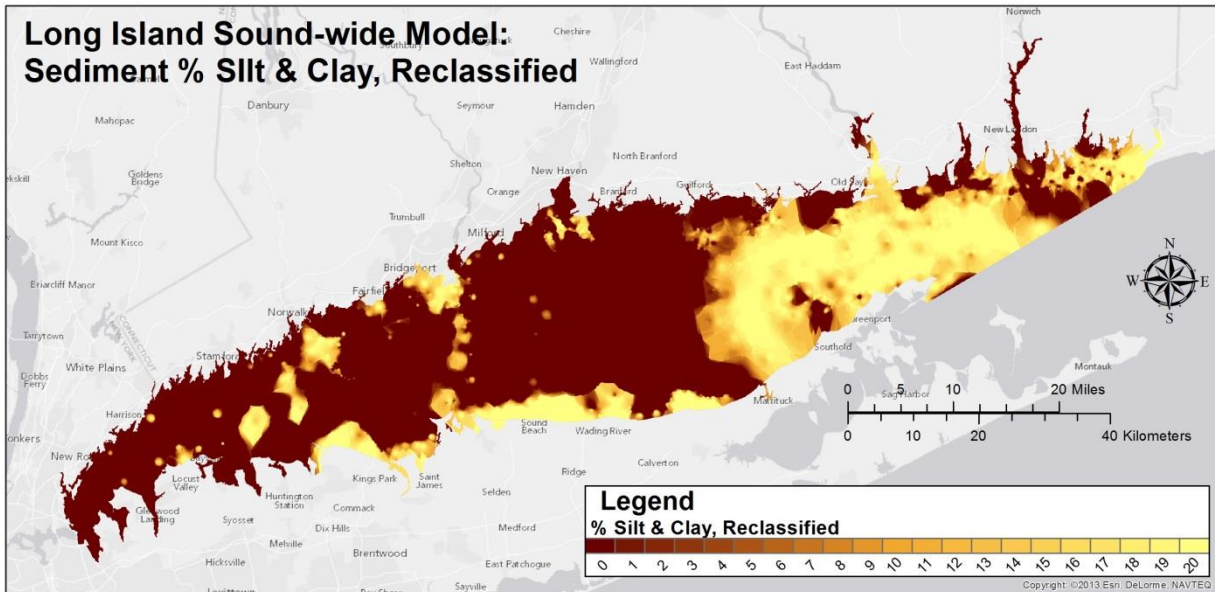 Long Island Sound-wide Model:
Sediment % SIlt & Clay, Reclassified
Norwich
Cheshire
Southbury
Wallingford
East Haddam
Danbury
Seymour
Hamden
Mahopac
New London
North Branford
Shelton
New Haven
Goldens
Bridge
Orange
Branford
Guilford
Old Say
Trumbull
Milford
Mount Kisco
Bridgeport
Briarcliff Manor
Fairfield
N
W E
S
Norwalk
Tarrytown
CONNECTICUT
NEW YORK
Greenport
Stamford
White Plains
Southold
Dobbs
Ferry
Montauk
0 5 10 20 Miles
Mattituck
Sag Harbor
Harrison
0 10 20 40 Kilometers
Sound
Beach
Wading River
New Ro
Calverton
Kings Park
Saint
James
Ridge
Locust
Valley
Huntington
Station
Selden
Glenwood
Landing
Syosset
Commack
Dix Hills
Medford
Melville
Hicksville
Brentwood
East Patchogue
Sayville
Legend
% Silt & Clay, Reclassified
0 1 2 3 4 5 6 7 8 9 10 11 12 13 14 15 16 17 18 19 20
Copyright: ©2013 Esri, DeLorme, NAVTEQ